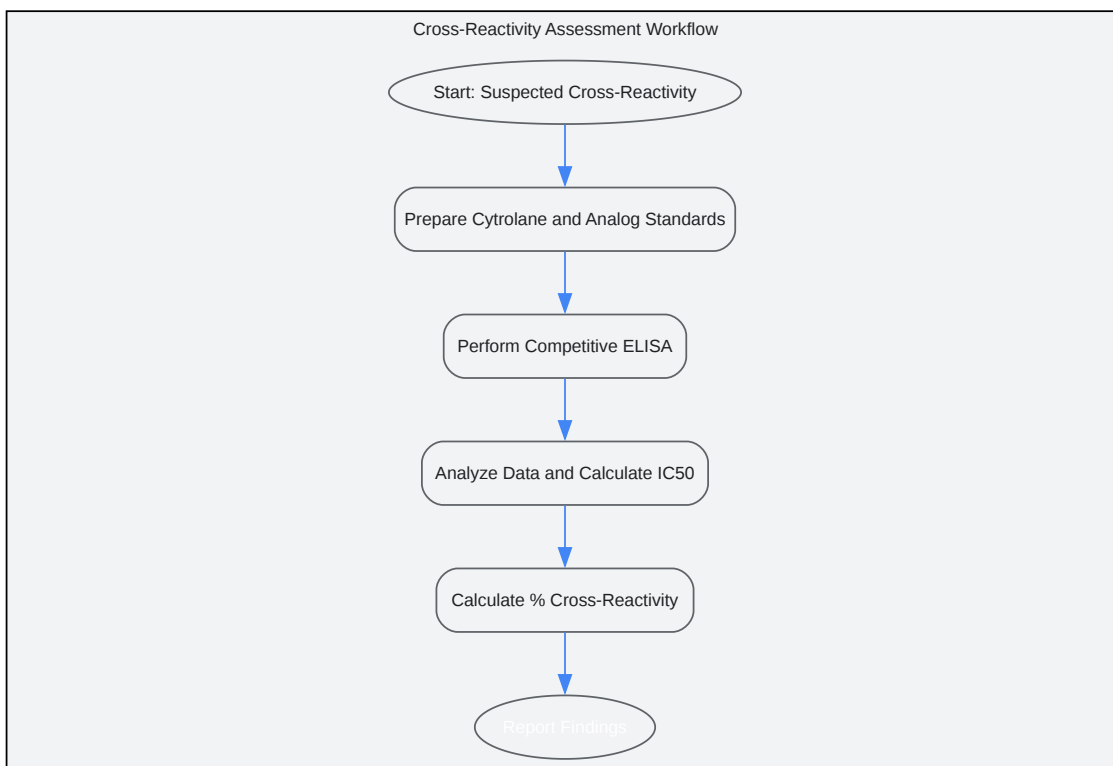 Cross-Reactivity Assessment Workflow
Start: Suspected Cross-Reactivity
Prepare Cytrolane and Analog Standards
Perform Competitive ELISA
Analyze Data and Calculate IC50
Calculate % Cross-Reactivity
Report Findings